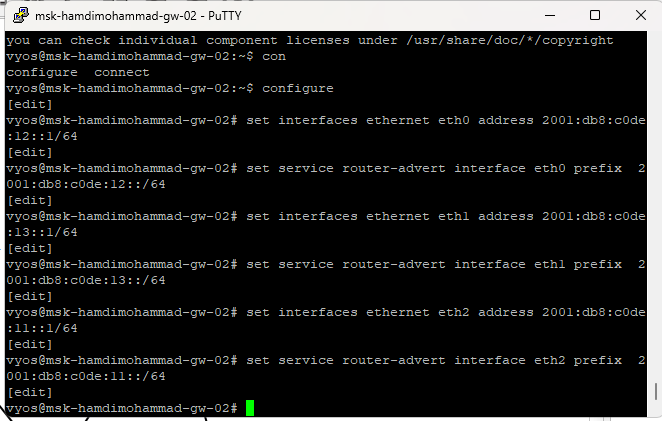 msk-hamdimohammad-gw-02 - PuTTY
you can check individual component licenses under /usr/share/doc/*/copyright
vyos@msk-hamdimohammad-gw-02:~$ con
configure  connect
vyos@msk-hamdimohammad-gw-02:~$ configure
[edit]
vyos@msk-hamdimohammad-gw-02# set interfaces ethernet eth0 address 2001:db8:c0de
:12::1/64
[edit]
vyos@msk-hamdimohammad-gw-02# set service router-advert interface eth0 prefix  2
001:db8:c0de:12::/64
[edit]
vyos@msk-hamdimohammad-gw-02# set interfaces ethernet eth1 address 2001:db8:c0de
:13::1/64
[edit]
vyos@msk-hamdimohammad-gw-02# set service router-advert interface eth1 prefix  2
001:db8:c0de:13::/64
[edit]
vyos@msk-hamdimohammad-gw-02# set interfaces ethernet eth2 address 2001:db8:c0de
:11::1/64
[edit]
vyos@msk-hamdimohammad-gw-02# set service router-advert interface eth2 prefix  2
001:db8:c0de:11::/64
[edit]
vyos@msk-hamdimohammad-gw-02#